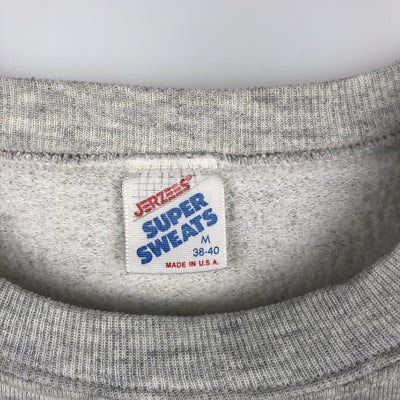 JERZEES®
SUPER
SWEATS
M
38-40
MADE IN U.S.A.